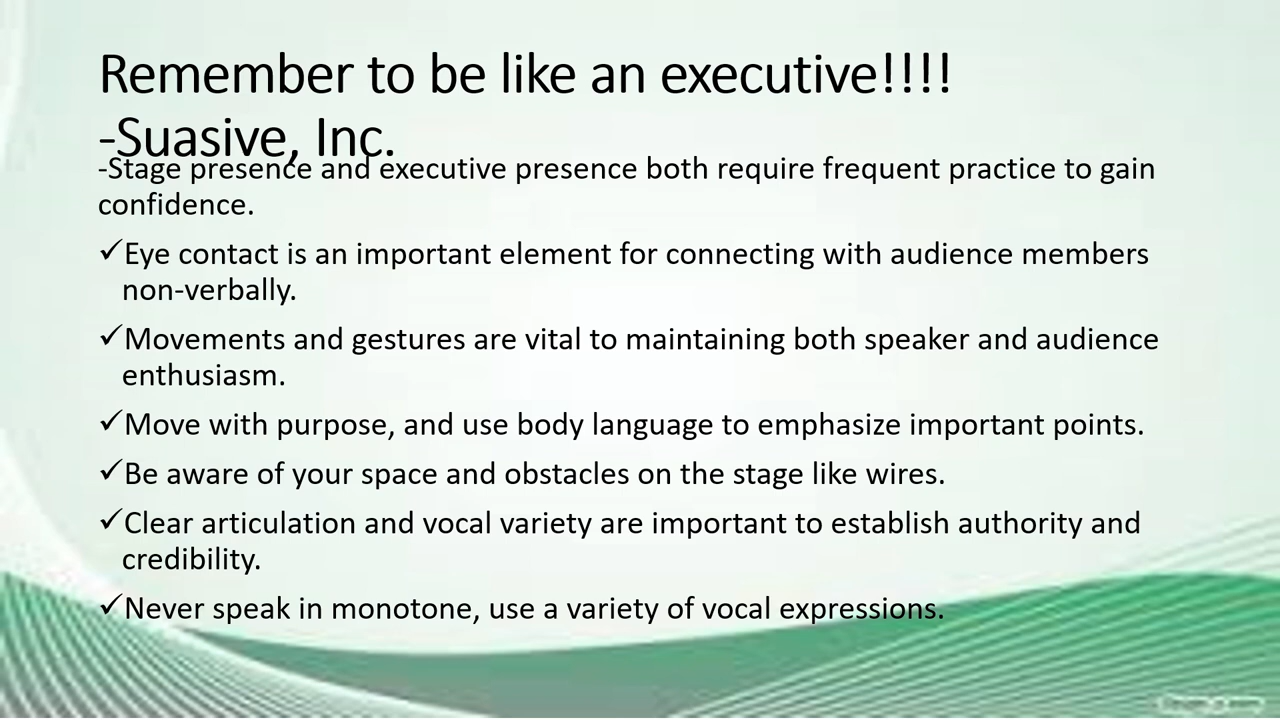 Remember to be like an executive!!!!
-Suasive, Inc.
-Stage presence and executive presence both require frequent practice to gain
confidence.
✓Eye contact is an important element for connecting with audience members
non-verbally.
✓Movements and gestures are vital to maintaining both speaker and audience
enthusiasm.
✓Move with purpose, and use body language to emphasize important points.
✓Be aware of your space and obstacles on the stage like wires.
✓Clear articulation and vocal variety are important to establish authority and
credibility.
✓Never speak in monotone, use a variety of vocal expressions.